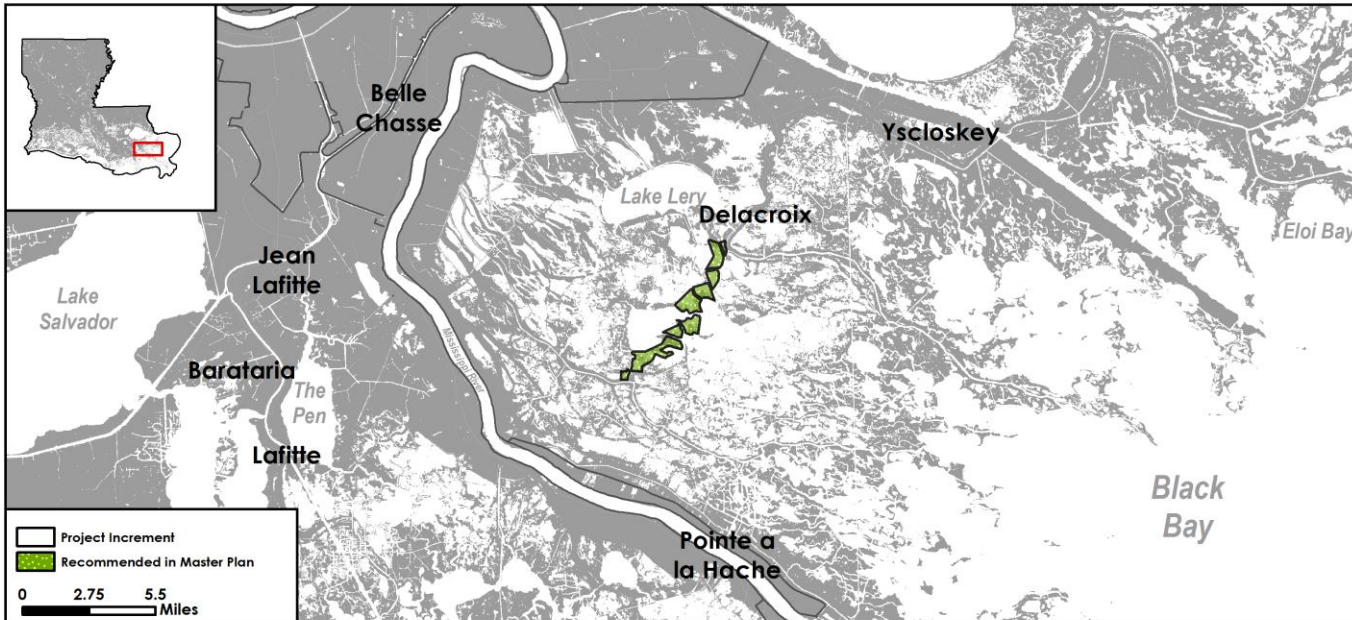 Belle
Chasse
Yscloskey
Lake Lery
Delacroix
Eloi Bay
Jean
Lafitte
Lake
Salvador
Mississippi River
Barataria
The
Pen
Lafitte
Black
Bay
Pointe a
la Hache
Project Increment
Recommended in Master Plan
0 2.75 5.5
Miles